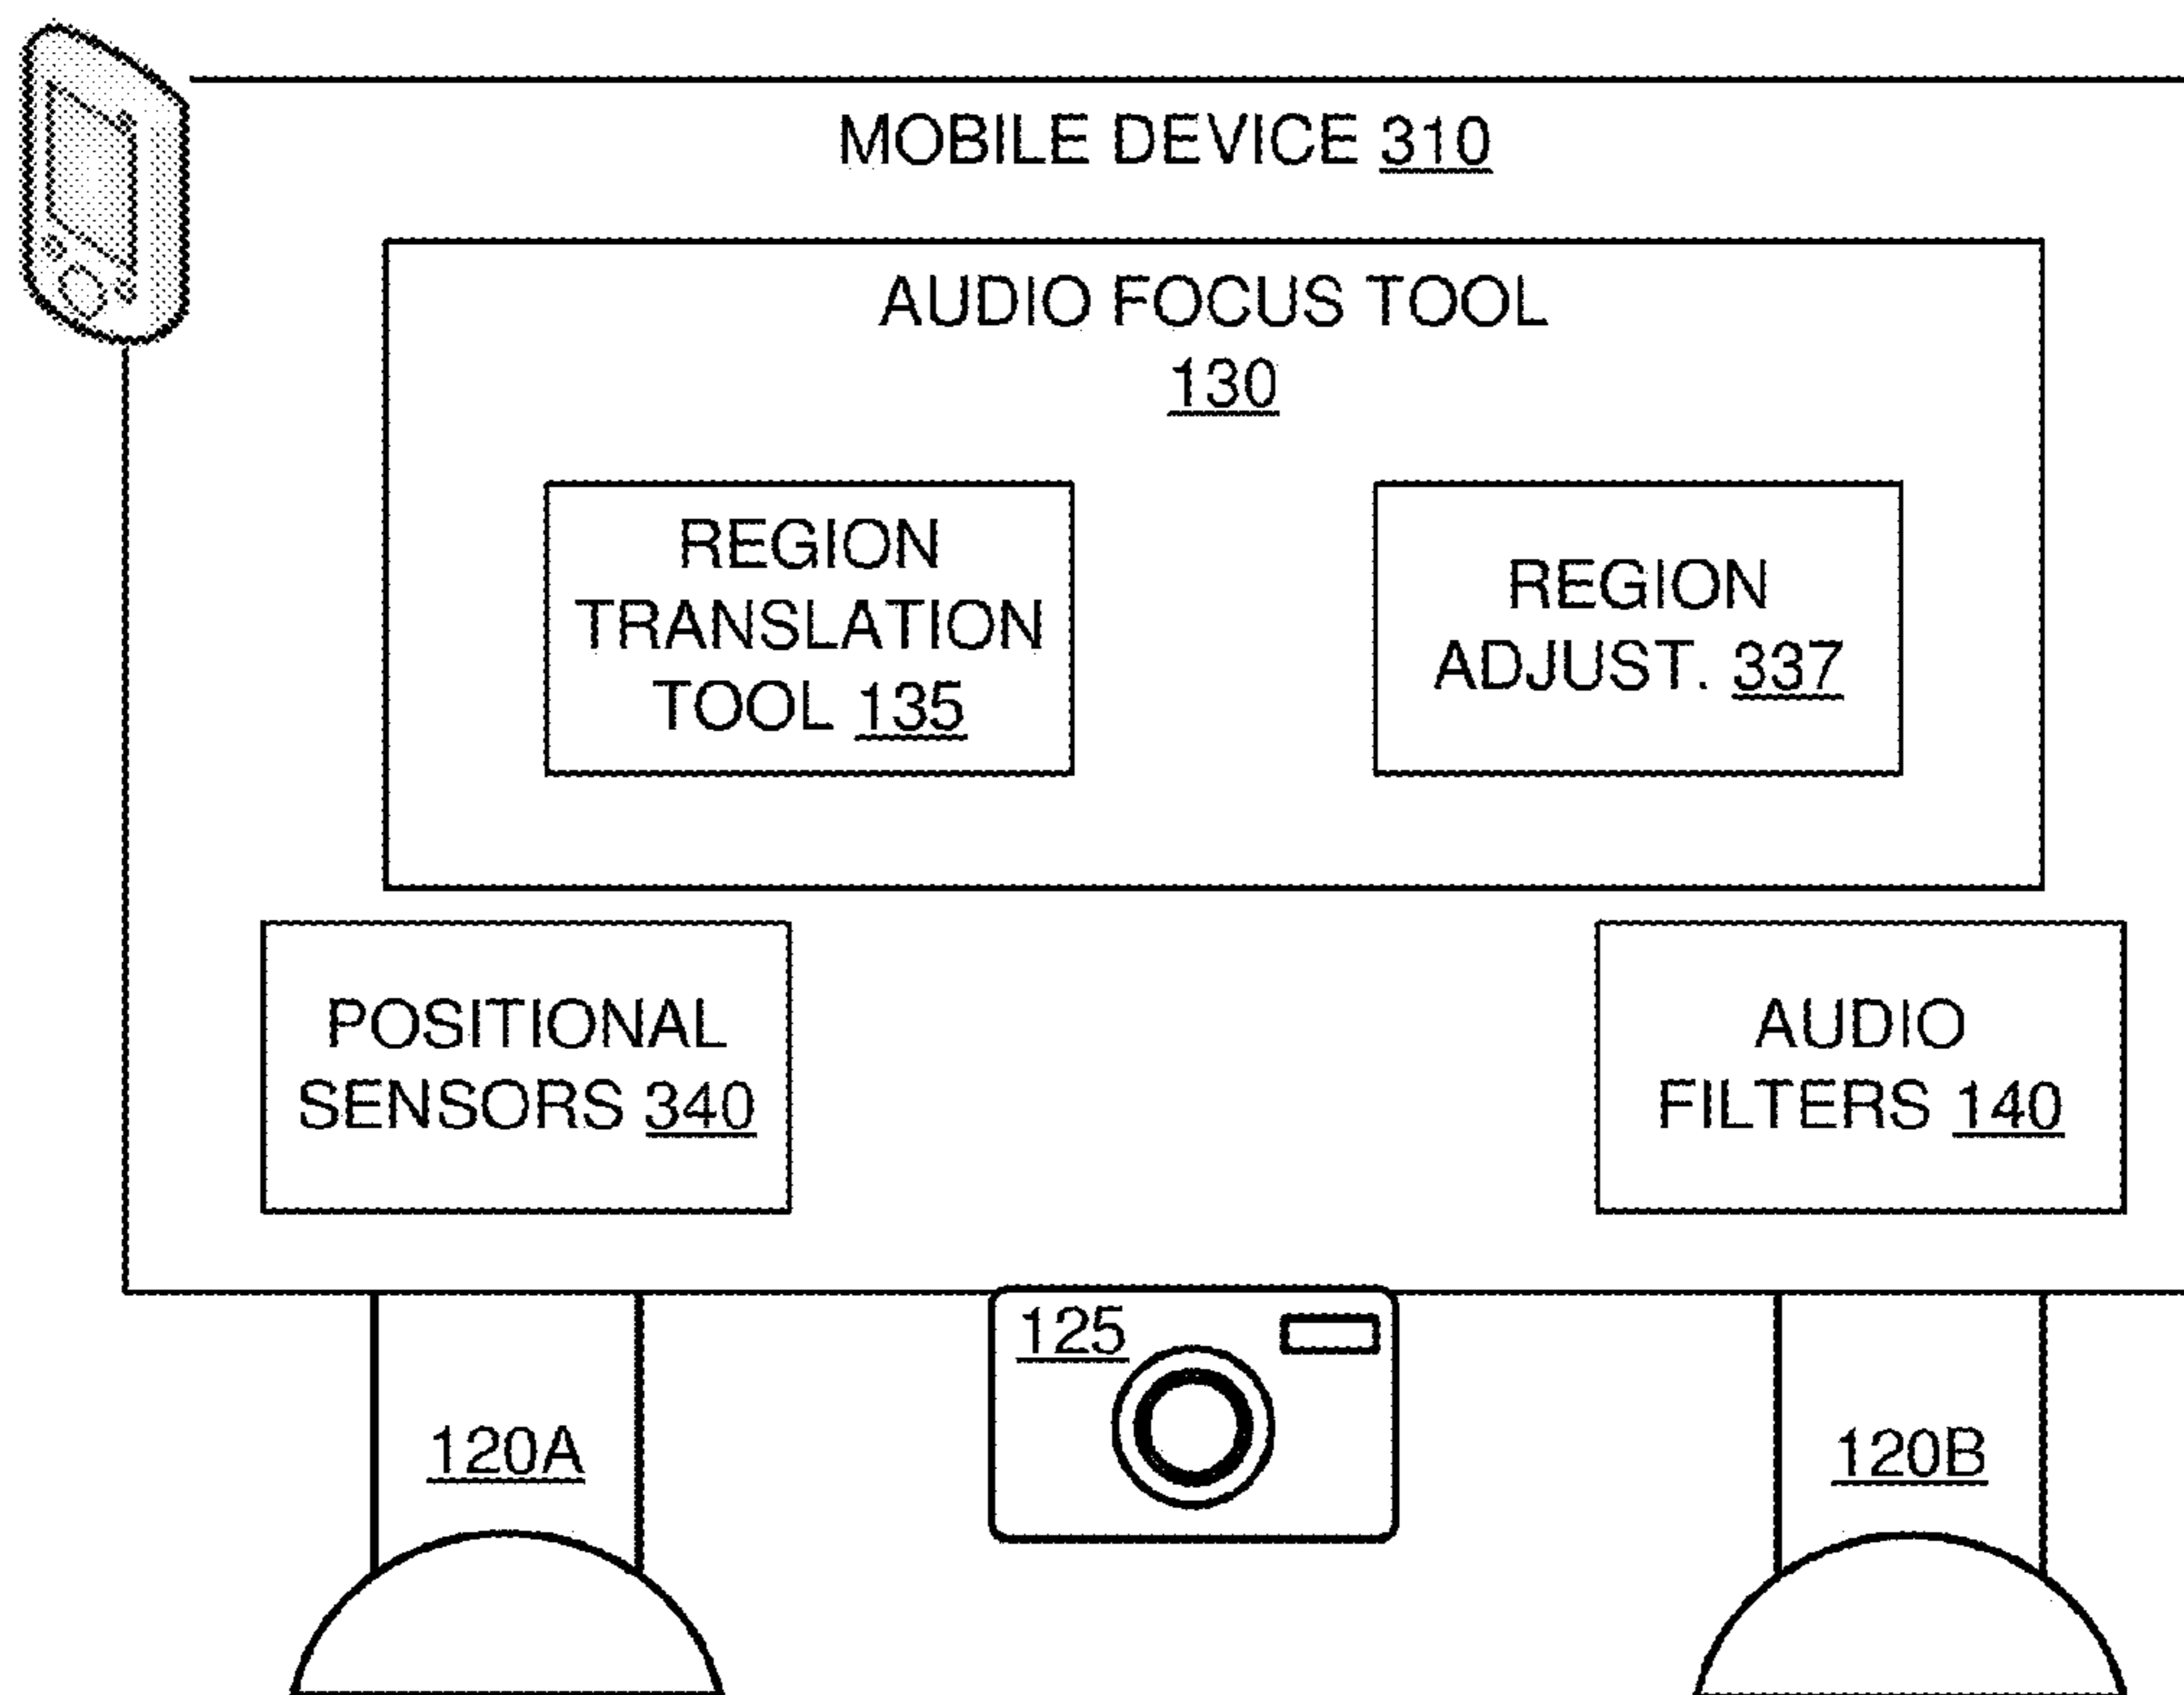 MOBILE DEVICE 310
AUDIO FOCUS TOOL
130
REGION
TRANSLATION
TOOL 135
REGION
ADJUST. 337
POSITIONAL
SENSORS 340
AUDIO
FILTERS 140
125
120A
120B